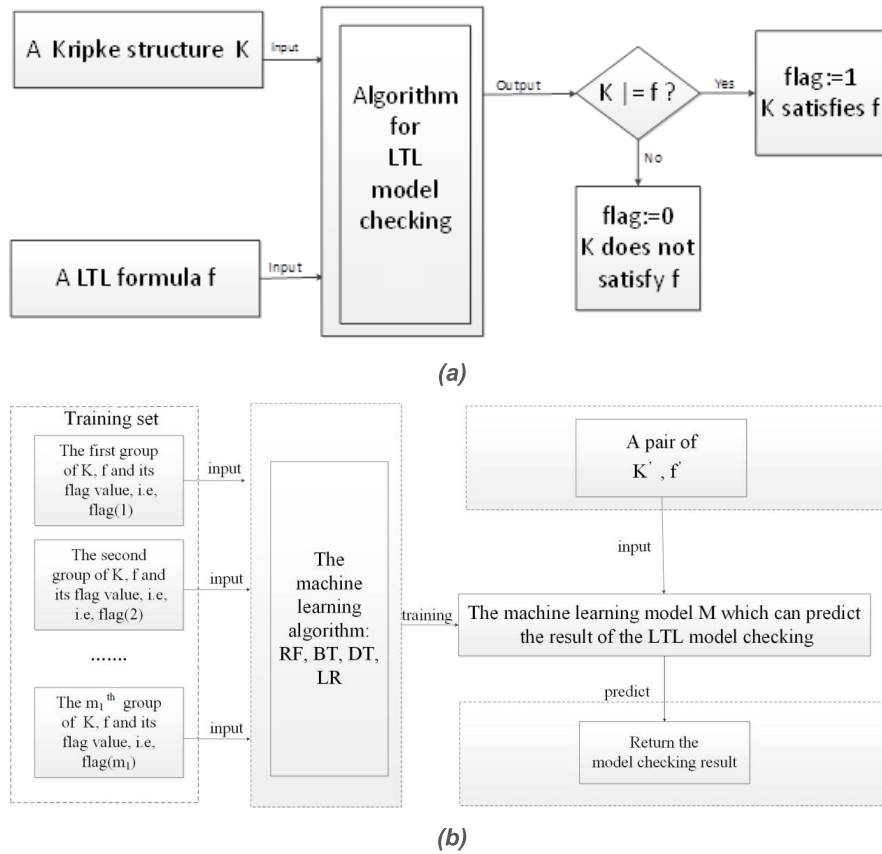 A Kripke structure K
Input
A LTL formula f
Input
Algorithm
for
LTL
model
checking
Output
K |= f ?
Yes
flag:=1
K satisfies f
No
flag:=0
K does not
satisfy f
(a)
Training set
The first group
of K, f and its
flag value, i.e,
flag(1)
input
The second
group of K, f and
its flag value, i.e,
i.e, flag(2)
input
.......
The m₁ᵗʰ group
of K, f and its
flag value, i.e,
flag(m₁)
input
The
machine
learning
algorithm:
RF, BT, DT,
LR
training
A pair of
K' , f'
input
The machine learning model M which can predict
the result of the LTL model checking
predict
Return the
model checking result
(b)